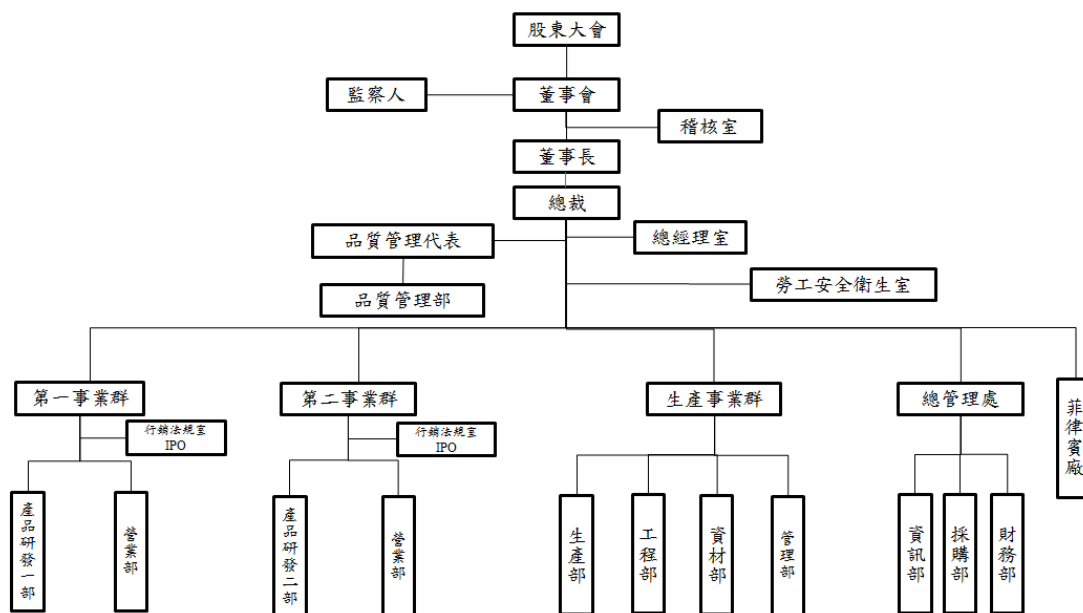 股東大會
監察人
董事會
稽核室
董事長
總裁
品質管理代表
總經理室
品質管理部
勞工安全衛生室
第一事業群
第二事業群
生產事業群
總管理處
菲律賓廠
行銷法規室
IPO
行銷法規室
IPO
產品研發一部
營業部
產品研發二部
營業部
生產部
工程部
資材部
管理部
資訊部
採購部
財務部